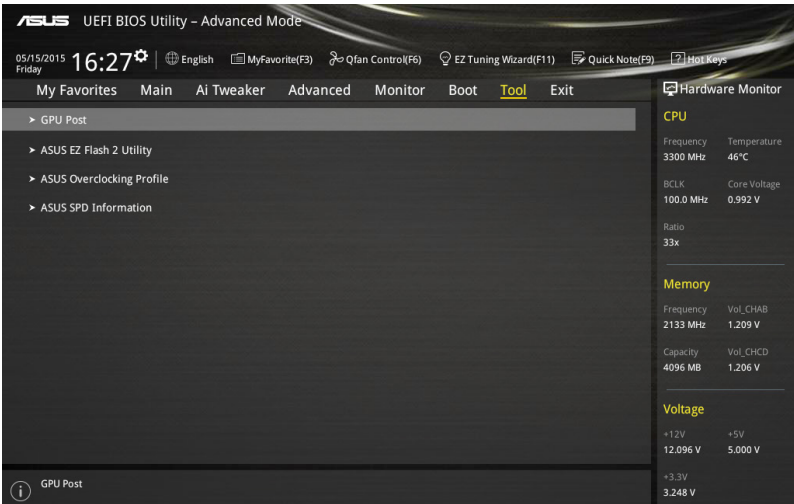 ASUS UEFI BIOS Utility – Advanced Mode
05/15/2015 Friday 16:27 English MyFavorite(F3) Qfan Control(F6) EZ Tuning Wizard(F11) Quick Note(F9) ? Hot Keys
My Favorites Main Ai Tweaker Advanced Monitor Boot Tool Exit Hardware Monitor
> GPU Post
> ASUS EZ Flash 2 Utility
> ASUS Overclocking Profile
> ASUS SPD Information
CPU
Frequency Temperature
3300 MHz 46°C
BCLK Core Voltage
100.0 MHz 0.992 V
Ratio
33x
Memory
Frequency Vol_CHAB
2133 MHz 1.209 V
Capacity Vol_CHCD
4096 MB 1.206 V
Voltage
+12V +5V
12.096 V 5.000 V
+3.3V
3.248 V
i GPU Post